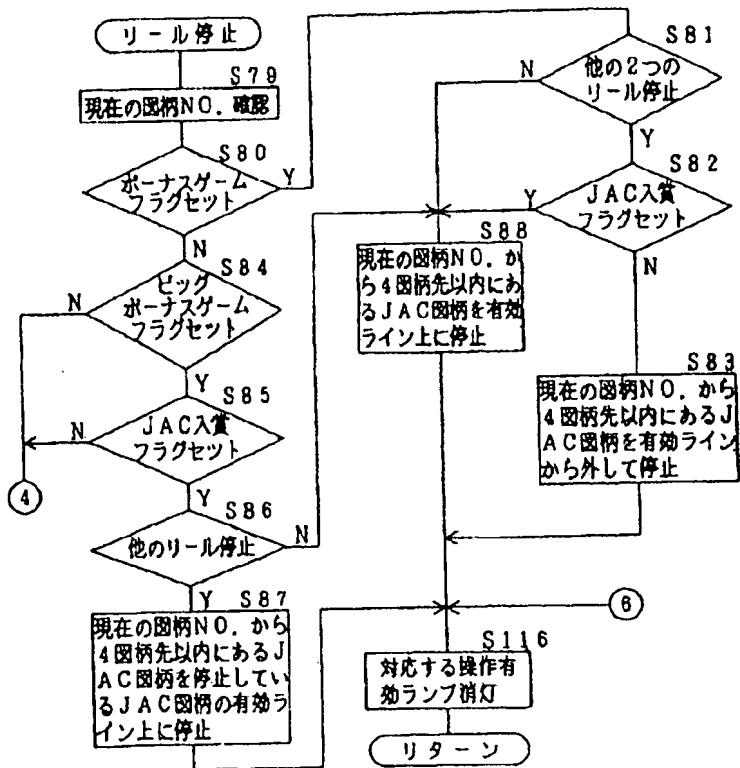 リール停止
S79
現在の図柄NO.確認
S80
ボーナスゲーム
フラグセット
Y
N
S84
ビッグ
ボーナスゲーム
フラグセット
N
Y
S85
JAC入賞
フラグセット
N
Y
4
S86
他のリール停止
N
Y
S87
現在の図柄NO.から
4図柄先以内にあるJ
AC図柄を停止してい
るJAC図柄の有効ラ
イン上に停止
S81
他の2つの
リール停止
N
Y
S82
JAC入賞
フラグセット
Y
N
S88
現在の図柄NO.か
ら4図柄先以内にあ
るJAC図柄を有効
ライン上に停止
S83
現在の図柄NO.から
4図柄先以内にあるJ
AC図柄を有効ライン
から外して停止
6
S116
対応する操作有
効ランプ消灯
リターン